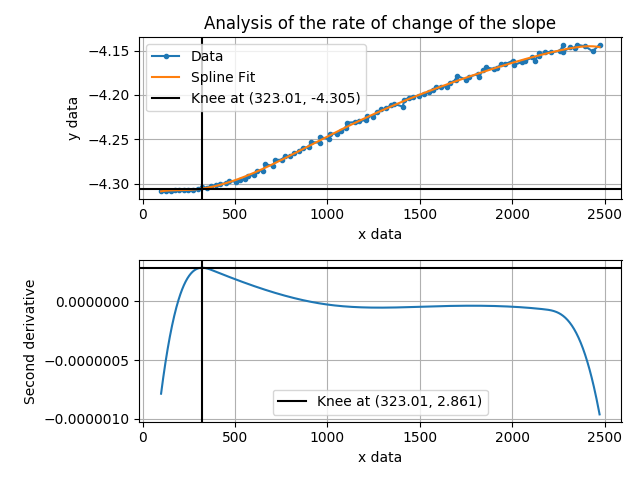 Analysis of the rate of change of the slope
−4.15
−4.20
−4.25
−4.30
y data
Data
Spline Fit
Knee at (323.01, -4.305)
0
500
1000
1500
2000
2500
x data
0.0000000
−0.0000005
−0.0000010
Second derivative
Knee at (323.01, 2.861)
0
500
1000
1500
2000
2500
x data